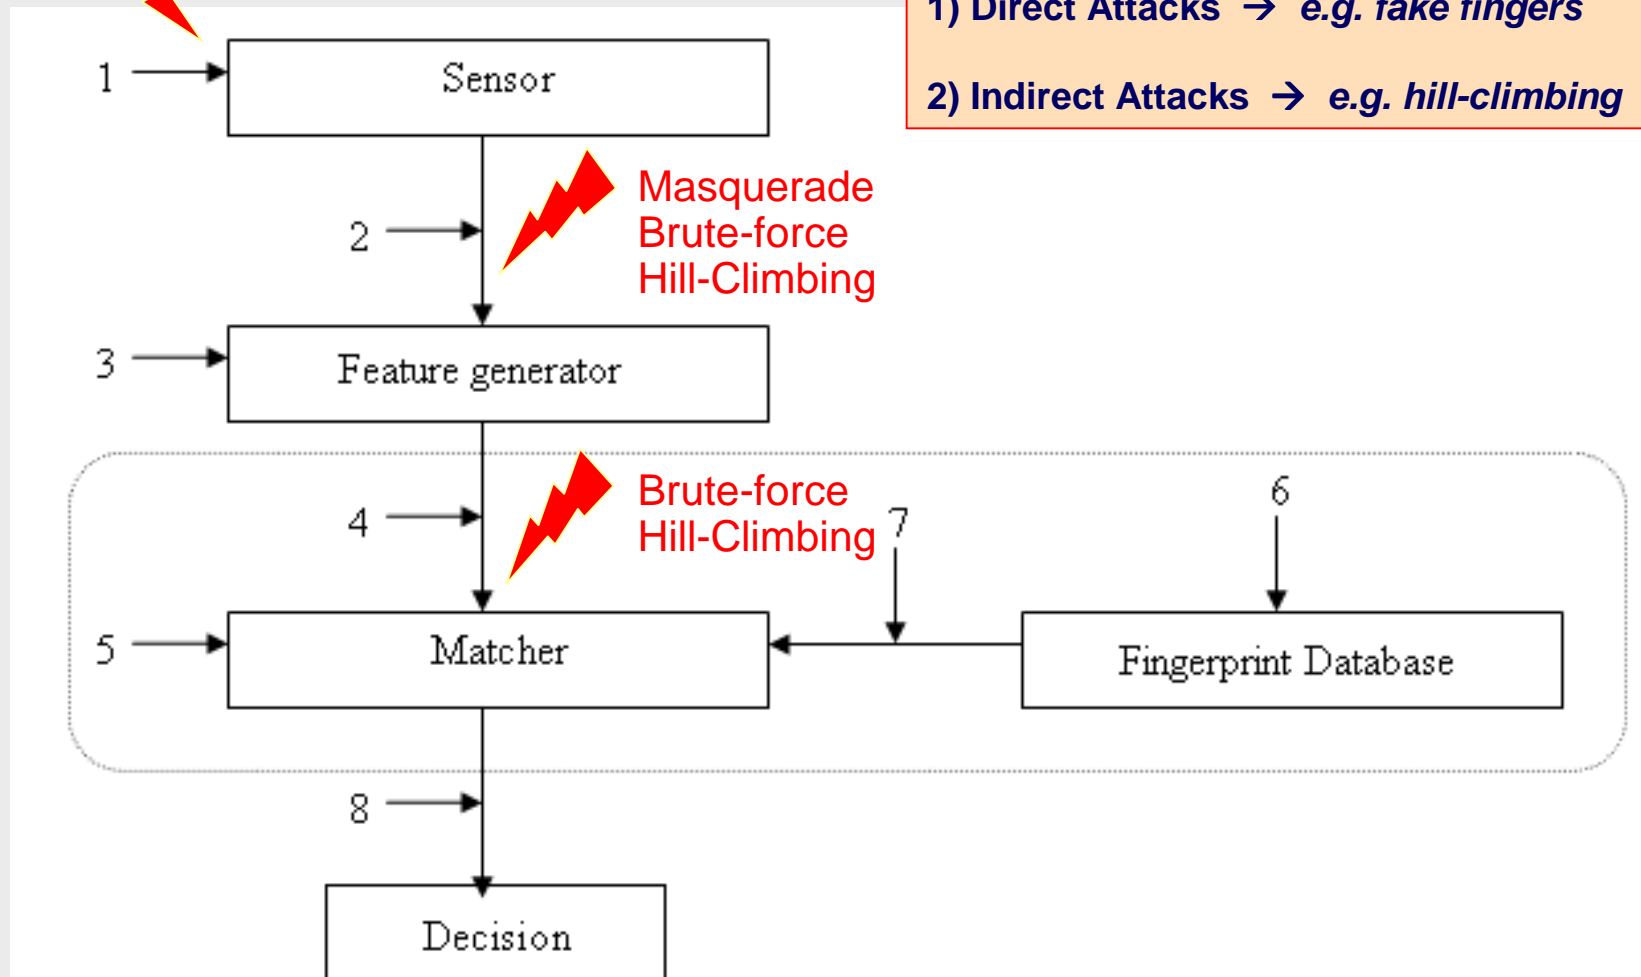 1) Direct Attacks → e.g. fake fingers
2) Indirect Attacks → e.g. hill-climbing
1
Sensor
2
Masquerade
Brute-force
Hill-Climbing
3
Feature generator
4
Brute-force
Hill-Climbing
7
6
5
Matcher
Fingerprint Database
8
Decision